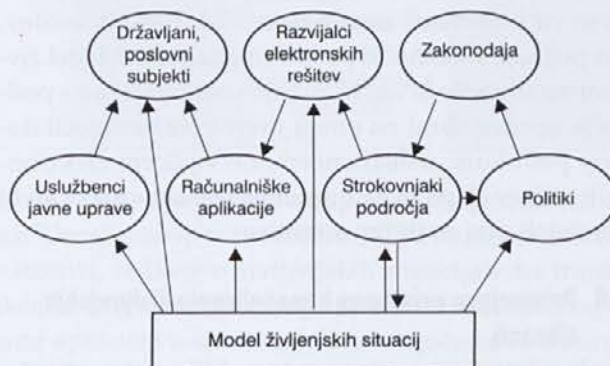 Državljani,
poslovni
subjekti
Razvijalci
elektronskih
rešitev
Zakonodaja
Uslužbenci
javne uprave
Računalniške
aplikacije
Strokovnjaki
področja
Politiki
Model življenjskih situacij